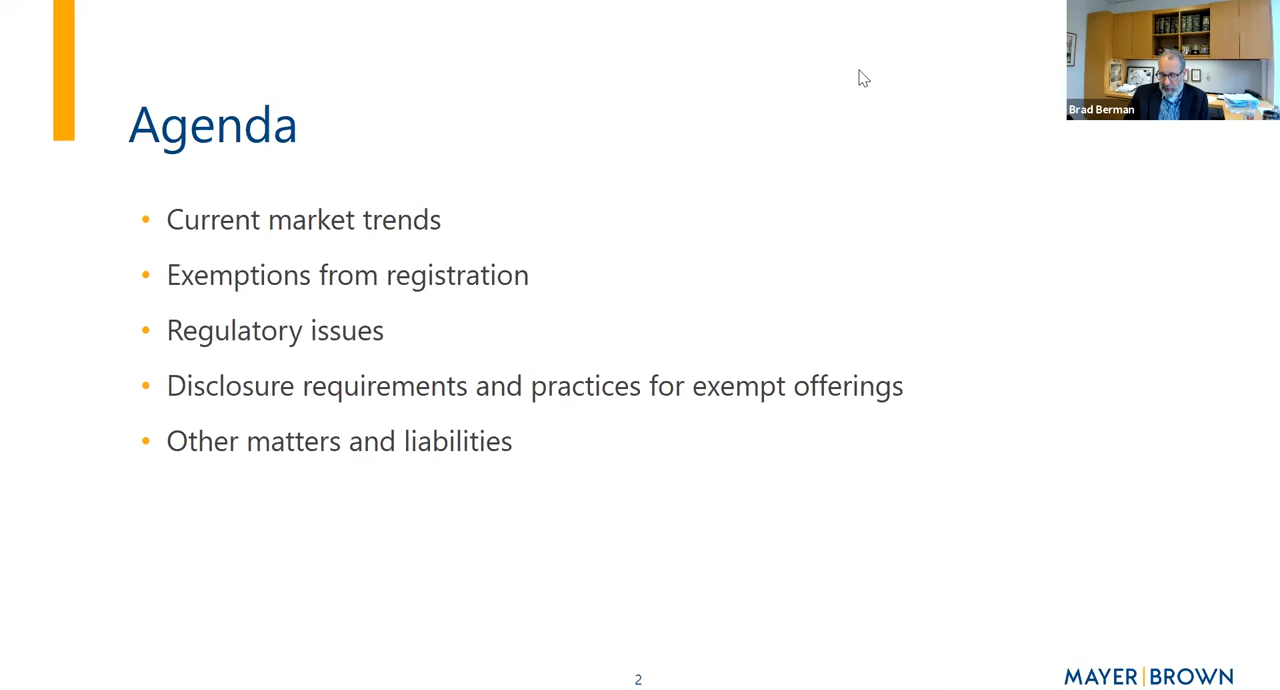 Brad Berman
Agenda
• Current market trends
• Exemptions from registration
• Regulatory issues
• Disclosure requirements and practices for exempt offerings
• Other matters and liabilities
2
MAYER|BROWN